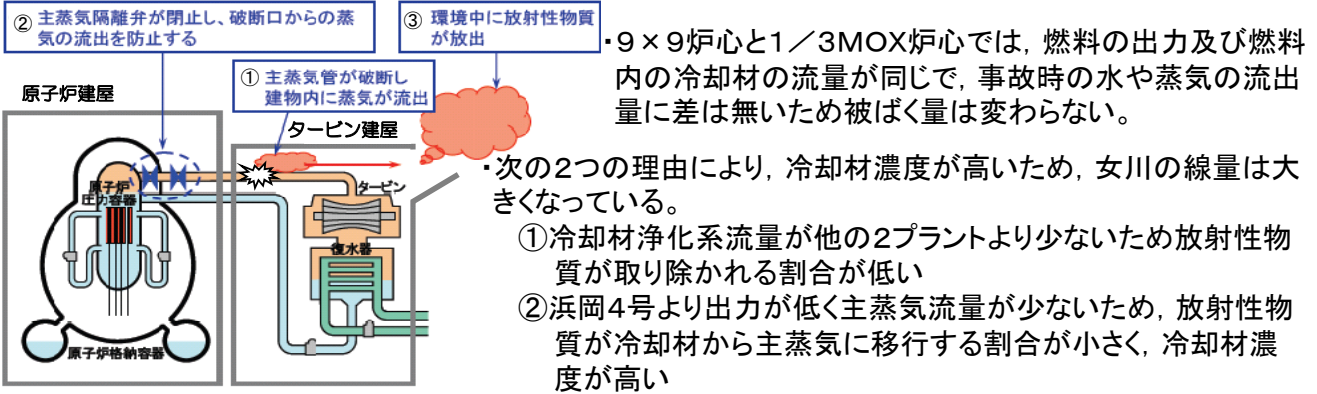 ② 主蒸気隔離弁が閉止し、破断口からの蒸
気の流出を防止する
③ 環境中に放射性物質
が放出
① 主蒸気管が破断し
建物内に蒸気が流出
原子炉建屋
タービン建屋
原子炉
圧力容器
タービン
復水器
原子炉格納容器
・９×９炉心と１／３ＭＯＸ炉心では，燃料の出力及び燃料
内の冷却材の流量が同じで，事故時の水や蒸気の流出
量に差は無いため被ばく量は変わらない。
・次の２つの理由により，冷却材濃度が高いため，女川の線量は大
きくなっている。
①冷却材浄化系流量が他の２プラントより少ないため放射性物
質が取り除かれる割合が低い
②浜岡４号より出力が低く主蒸気流量が少ないため，放射性物
質が冷却材から主蒸気に移行する割合が小さく，冷却材濃
度が高い